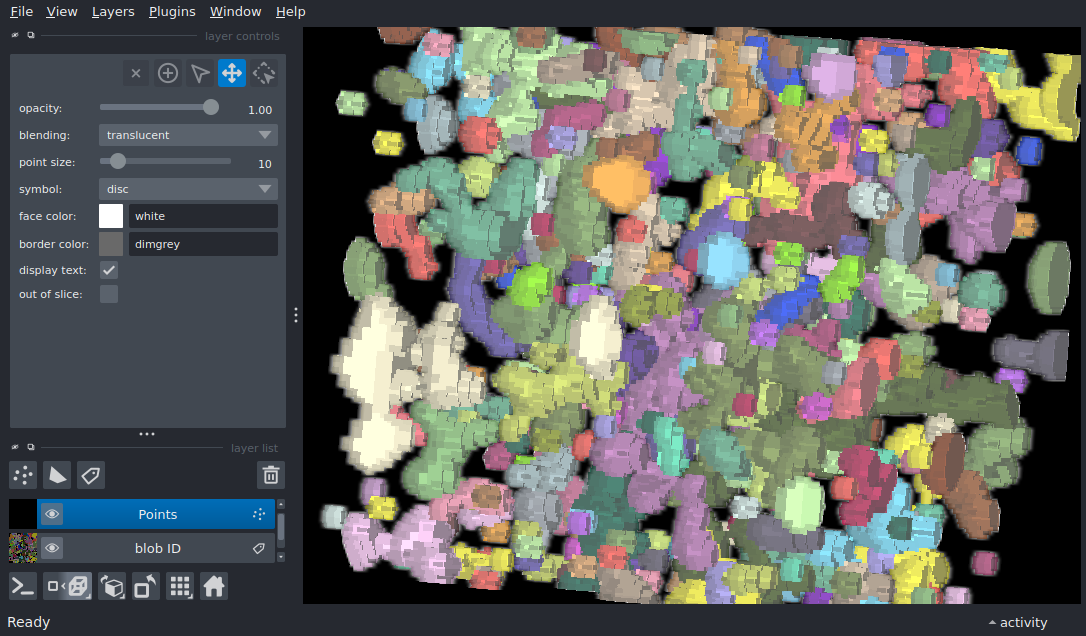 File View Layers Plugins Window Help
layer controls
opacity: 1.00
blending: translucent
point size: 10
symbol: disc
face color: white
border color: dimgrey
display text:
out of slice:
layer list
Points
blob ID
Ready
activity